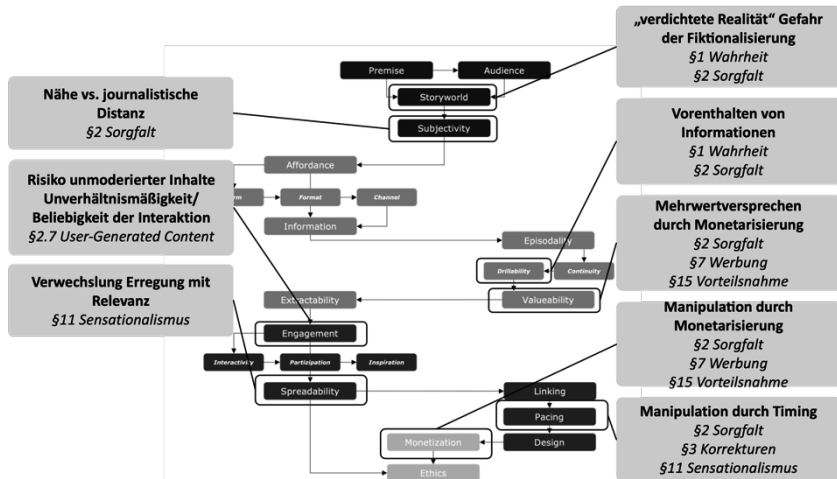 „verdichtete Realität“ Gefahr
der Fiktionalisierung
§1 Wahrheit
§2 Sorgfalt
Premise
Audience
Storyworld
Subjectivity
Nähe vs. journalistische
Distanz
§2 Sorgfalt
Vorenthalten von
Informationen
§1 Wahrheit
§2 Sorgfalt
Affordance
Format
Channel
Information
Risiko unmoderierter Inhalte
Unverhältnismäßigkeit/
Beliebigkeit der Interaktion
§2.7 User-Generated Content
Episodality
Drillability
Continuity
Valueability
Mehrwertversprechen
durch Monetarisierung
§2 Sorgfalt
§7 Werbung
§15 Vorteilsnahme
Verwechslung Erregung mit
Relevanz
§11 Sensationalismus
Extractability
Engagement
Interactivity
Partizipation
Inspiration
Spreadability
Manipulation durch
Monetarisierung
§2 Sorgfalt
§7 Werbung
§15 Vorteilsnahme
Linking
Pacing
Design
Monetization
Ethics
Manipulation durch Timing
§2 Sorgfalt
§3 Korrekturen
§11 Sensationalismus